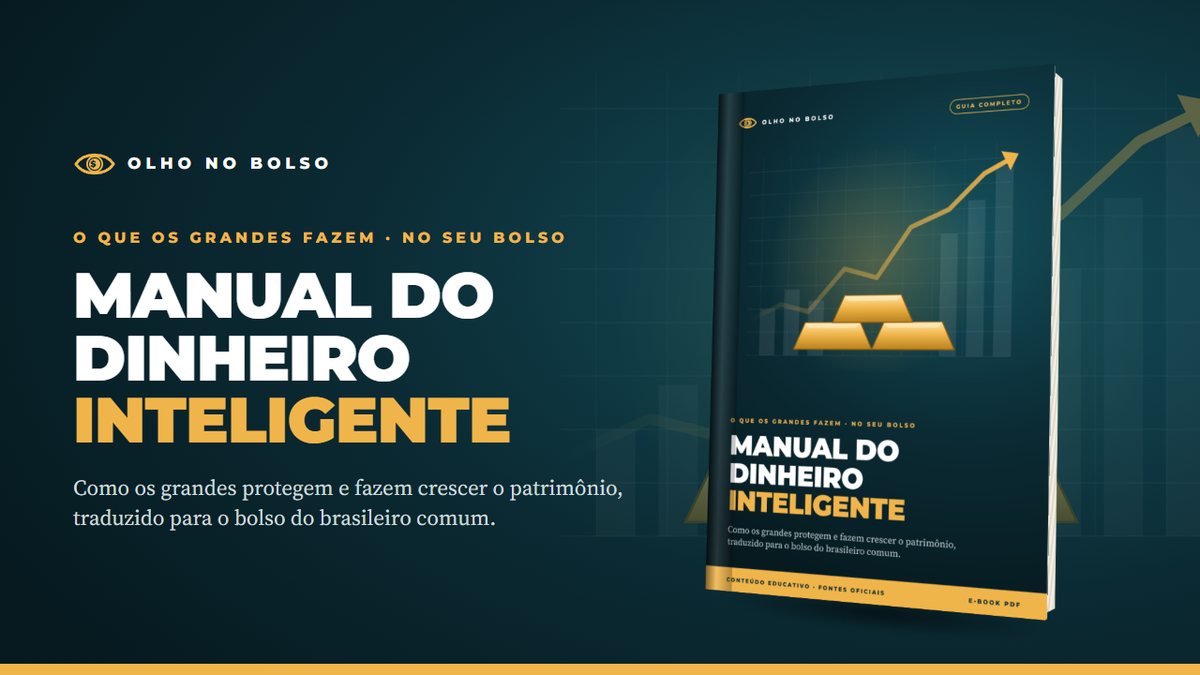 OLHO NO BOLSO
O QUE OS GRANDES FAZEM · NO SEU BOLSO
MANUAL DO
DINHEIRO
INTELIGENTE
Como os grandes protegem e fazem crescer o patrimônio,
traduzido para o bolso do brasileiro comum.
OLHO NO BOLSO
GUIA COMPLETO
O QUE OS GRANDES FAZEM · NO SEU BOLSO
MANUAL DO
DINHEIRO
INTELIGENTE
Como os grandes protegem e fazem crescer o patrimônio,
traduzido para o bolso do brasileiro comum.
CONTEÚDO EDUCATIVO · FONTES OFICIAIS
E-BOOK PDF